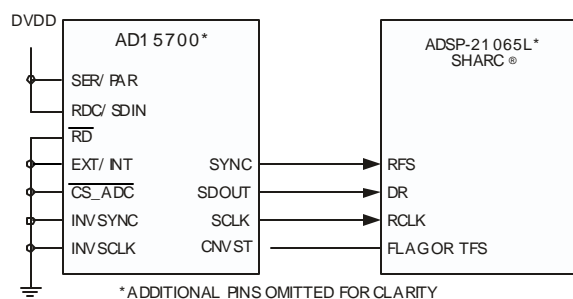 DVDD
AD15700*
SER/PAR
RDC/SDIN
RD
EXT/INT
CS_ADC
INVSYNC
INVSCLK
SYNC
SDOUT
SCLK
CNVST
ADSP-21065L*
SHARC ®
RFS
DR
RCLK
FLAG OR TFS
*ADDITIONAL PINS OMITTED FOR CLARITY